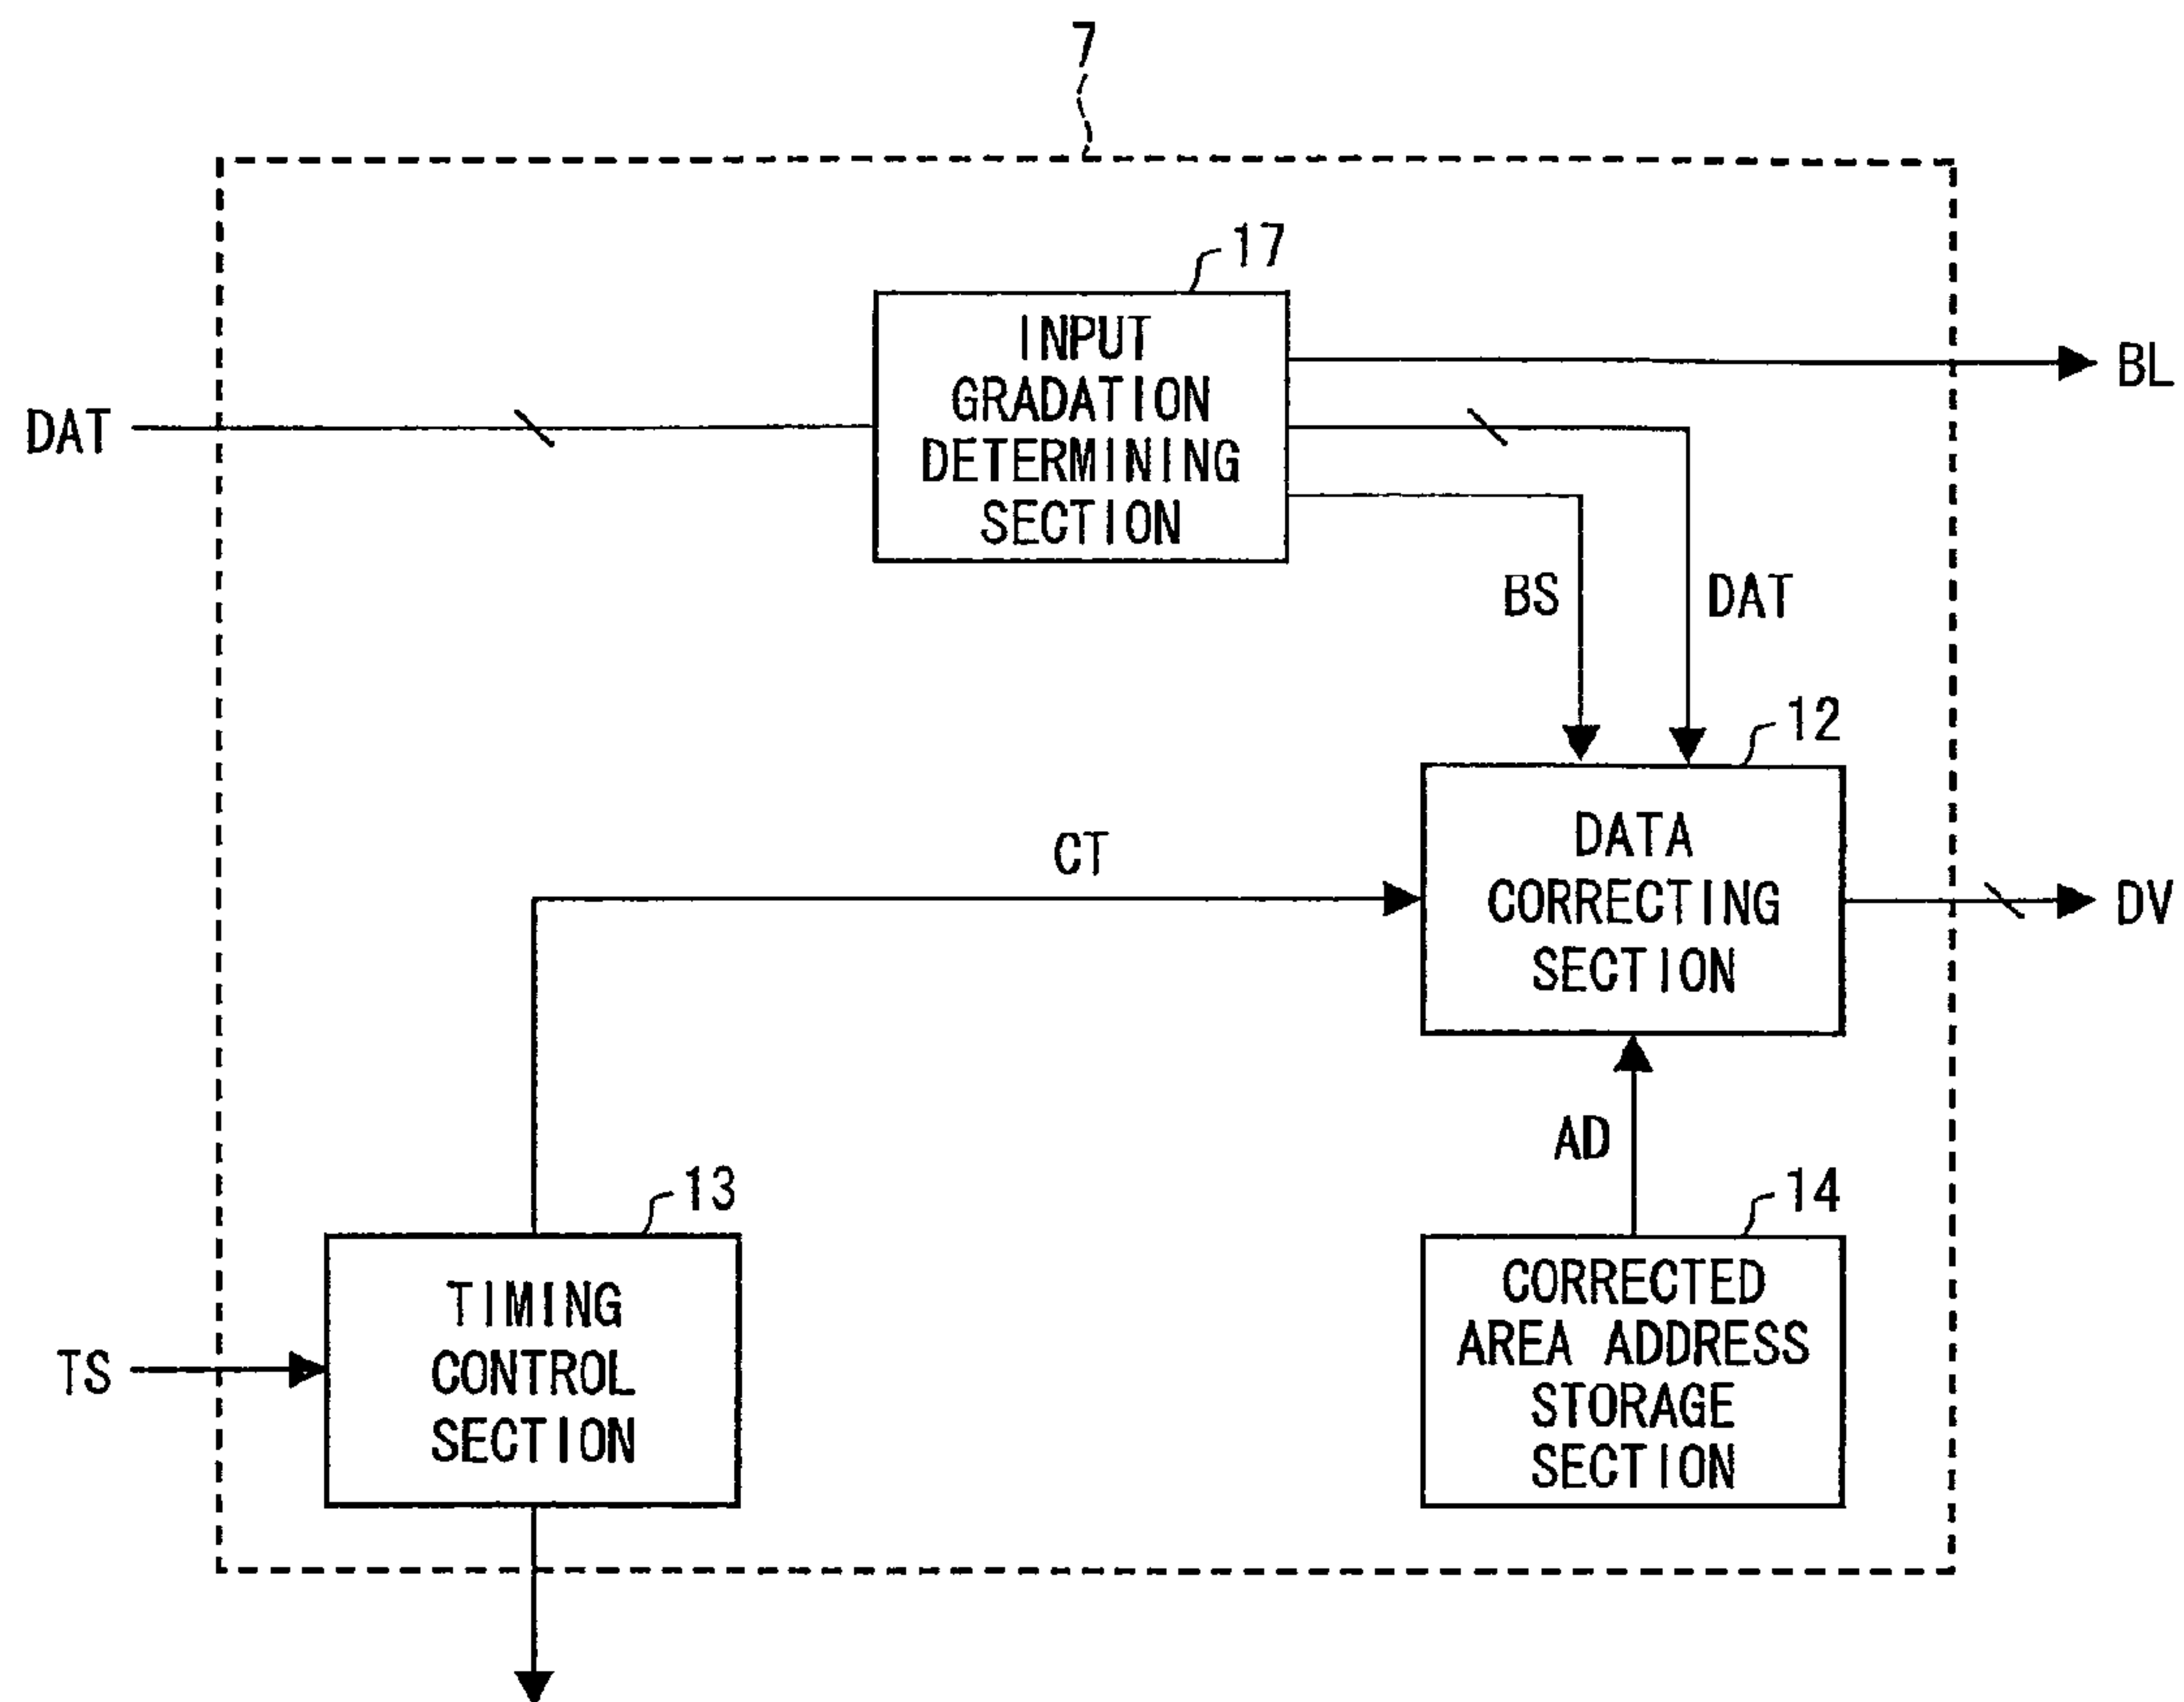 7
17
INPUT
GRADATION
DETERMINING
SECTION
BL
DAT
BS
DAT
12
DATA
CORRECTING
SECTION
CT
DV
AD
13
14
TIMING
CONTROL
SECTION
TS
CORRECTED
AREA ADDRESS
STORAGE
SECTION